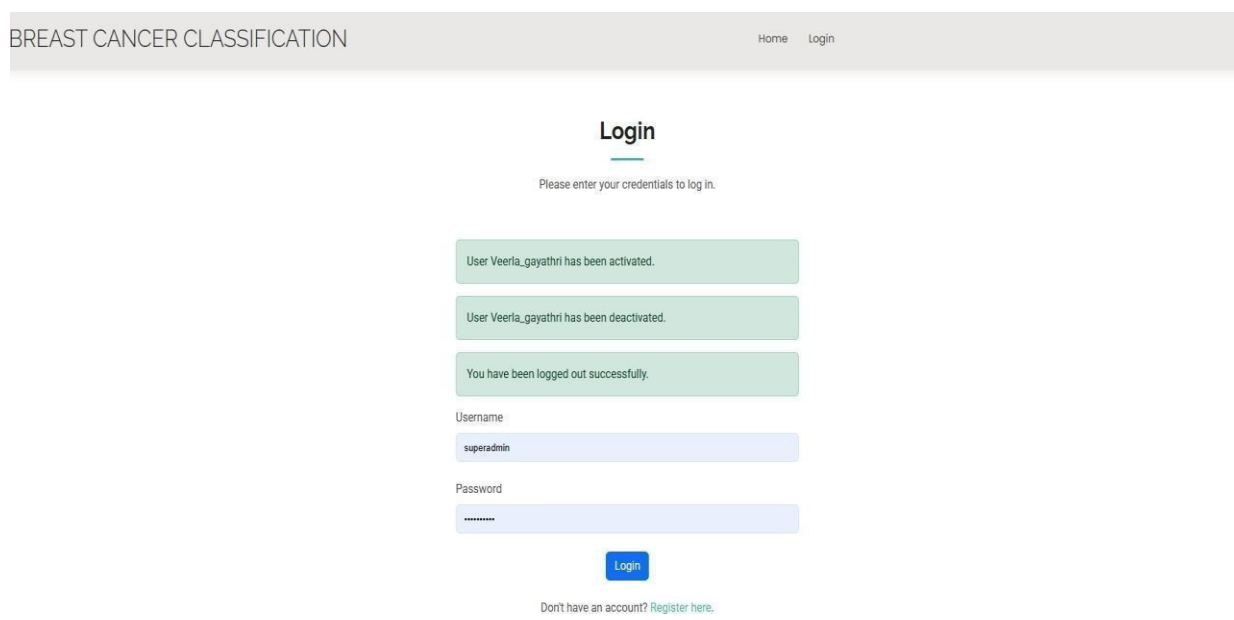 BREAST CANCER CLASSIFICATION
Home Login
Login
Please enter your credentials to log in.
User Veerla_gayathri has been activated.
User Veerla_gayathri has been deactivated.
You have been logged out successfully.
Username
superadmin
Password
••••••••••
Login
Don't have an account? Register here.